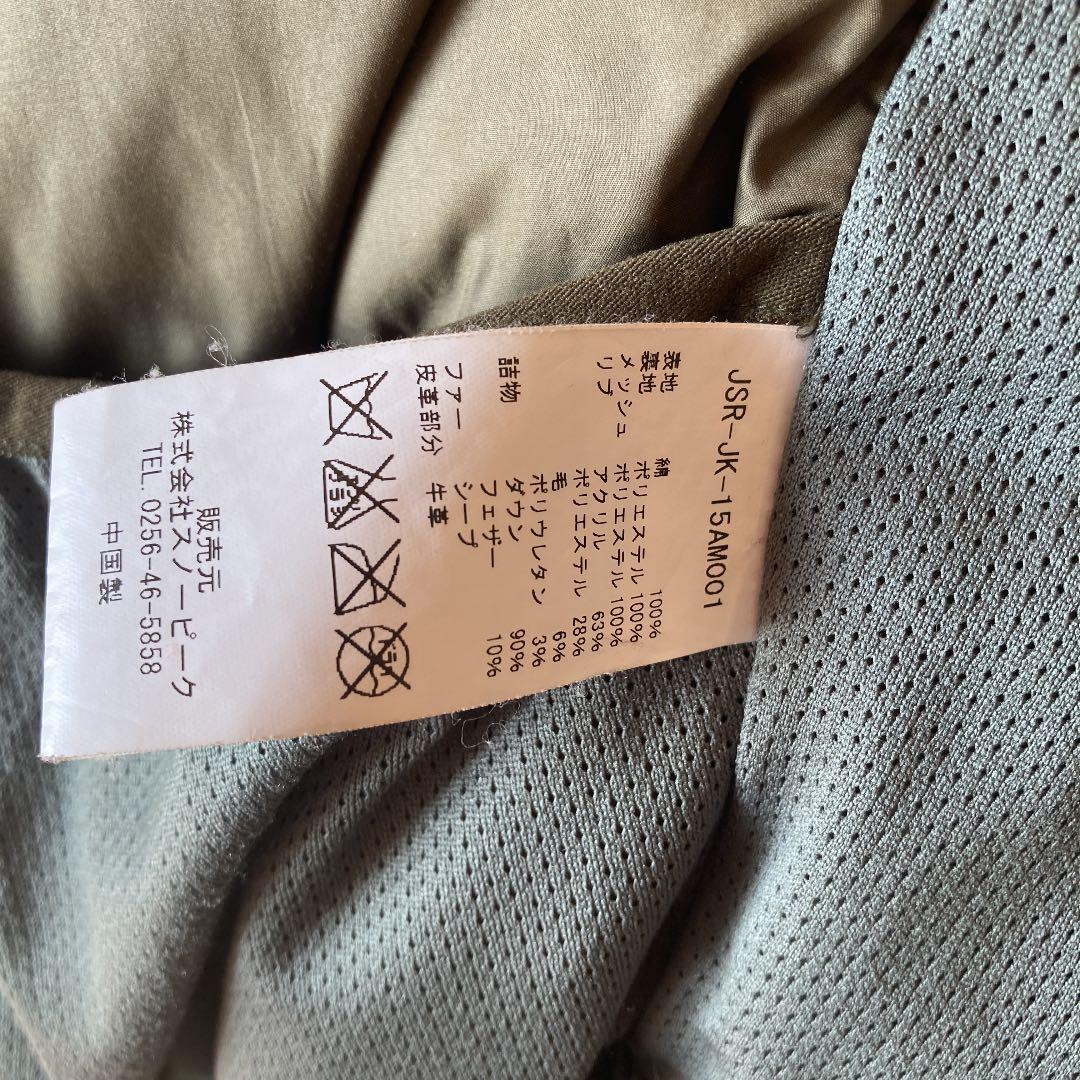 JSR-JK-15AM001
表地 綿 100%
裏地 ポリエステル 100%
メッシュ ポリエステル 100%
リブ アクリル 63%
ポリエステル 28%
毛 6%
ポリウレタン 3%
詰物 ダウン 90%
フェザー 10%
ファー シープ
皮革部分 牛革
ドライ
販売元
株式会社スノーピーク
TEL.0256-46-5858
中国製